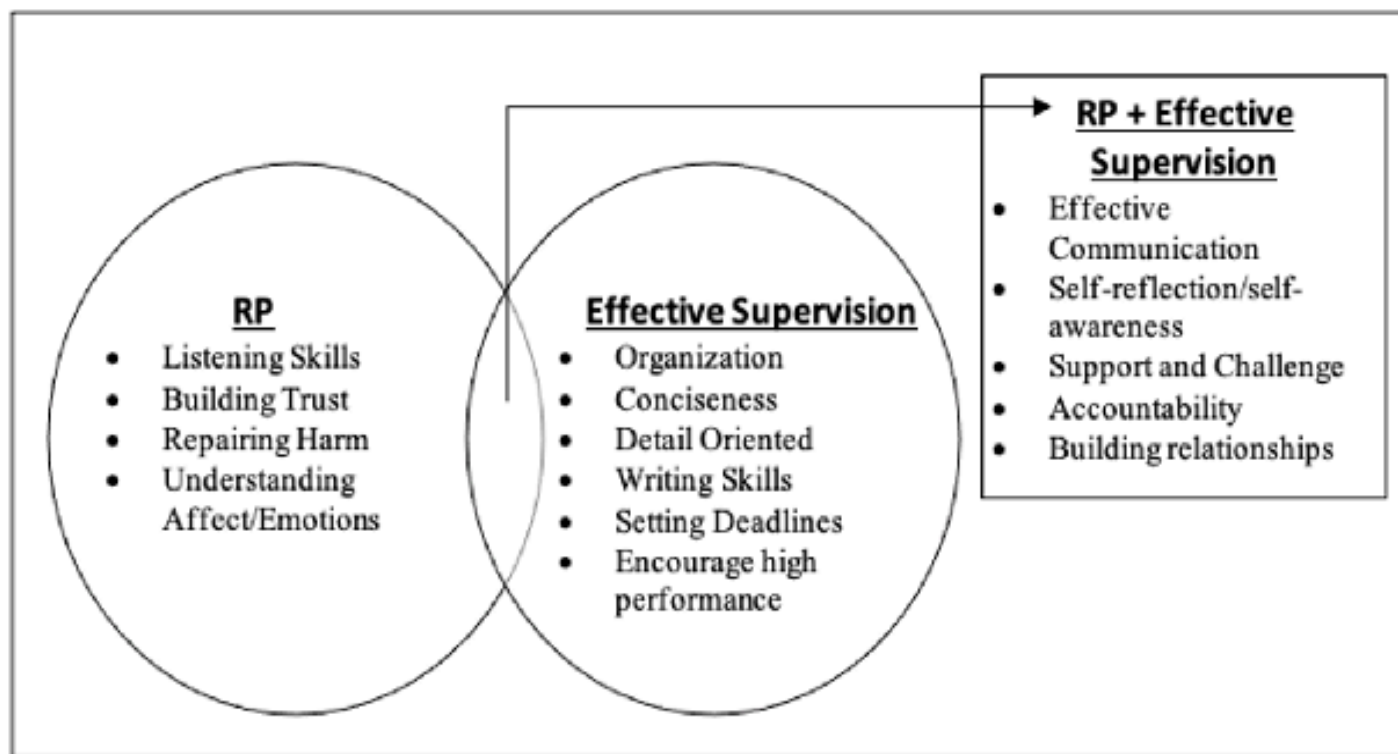 RP
• Listening Skills
• Building Trust
• Repairing Harm
• Understanding
Affect/Emotions
Effective Supervision
• Organization
• Conciseness
• Detail Oriented
• Writing Skills
• Setting Deadlines
• Encourage high
performance
RP + Effective
Supervision
• Effective
Communication
• Self-reflection/self-
awareness
• Support and Challenge
• Accountability
• Building relationships